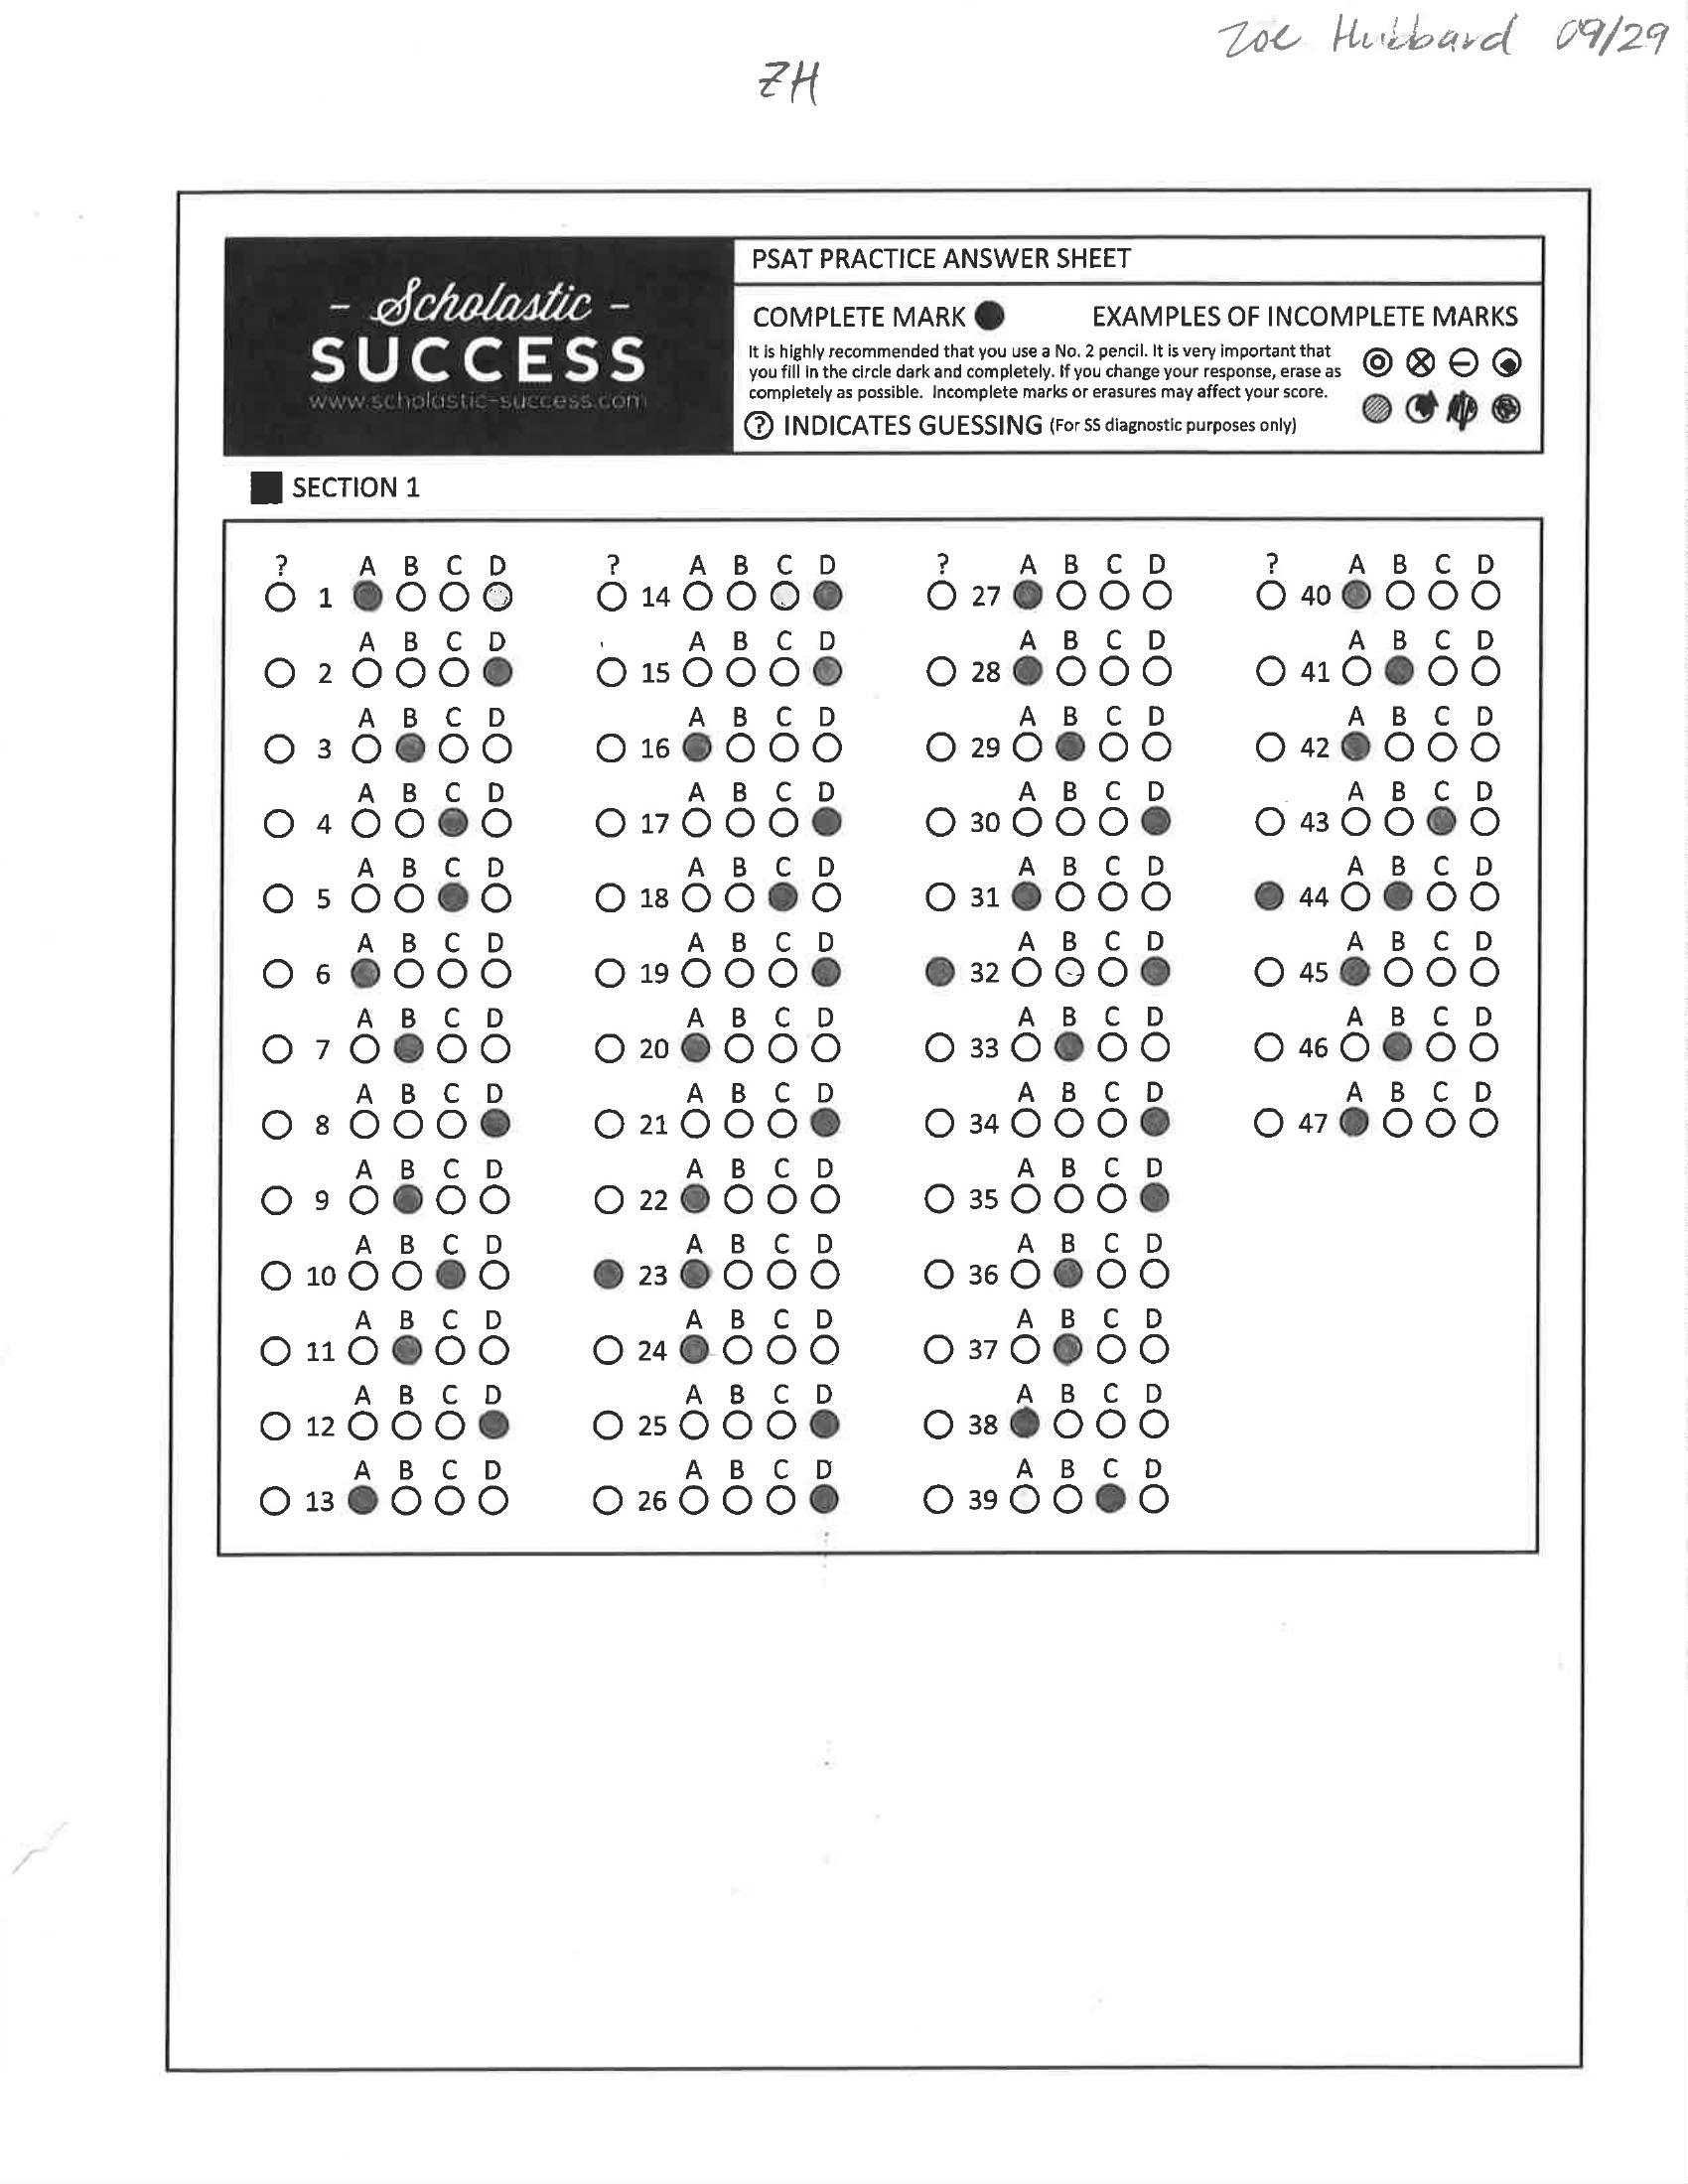 Zoe Hubbard 09/29
ZH
- Scholastic -
SUCCESS
www.scholastic-success.com
PSAT PRACTICE ANSWER SHEET
COMPLETE MARK EXAMPLES OF INCOMPLETE MARKS
It is highly recommended that you use a No. 2 pencil. It is very important that
you fill in the circle dark and completely. If you change your response, erase as
completely as possible. Incomplete marks or erasures may affect your score.
? INDICATES GUESSING (For SS diagnostic purposes only)
SECTION 1
? A B C D ? A B C D ? A B C D ? A B C D
1 14 27 40
A B C D A B C D A B C D A B C D
2 15 28 41
A B C D A B C D A B C D A B C D
3 16 29 42
A B C D A B C D A B C D A B C D
4 17 30 43
A B C D A B C D A B C D A B C D
5 18 31 44
A B C D A B C D A B C D A B C D
6 19 32 45
A B C D A B C D A B C D A B C D
7 20 33 46
A B C D A B C D A B C D A B C D
8 21 34 47
A B C D A B C D A B C D
9 22 35
A B C D A B C D A B C D
10 23 36
A B C D A B C D A B C D
11 24 37
A B C D A B C D A B C D
12 25 38
A B C D A B C D A B C D
13 26 39